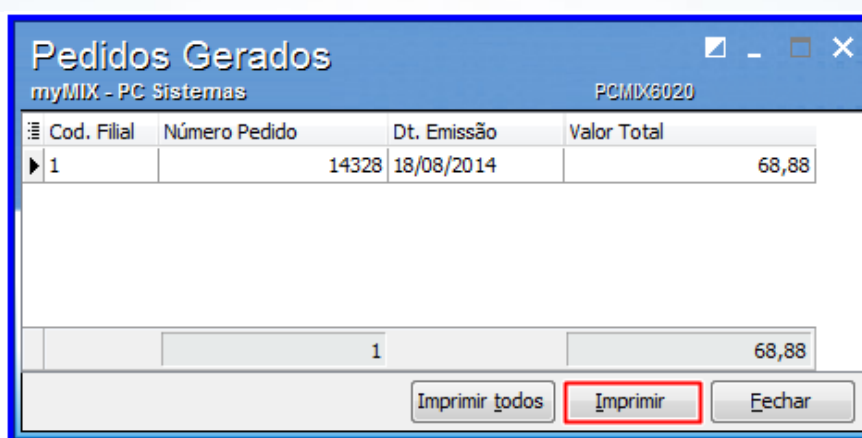 Pedidos Gerados
myMIX - PC Sistemas PCMIX6020
Cod. Filial Número Pedido Dt. Emissão Valor Total
1 14328 18/08/2014 68,88
1 68,88
Imprimir todos Imprimir Fechar